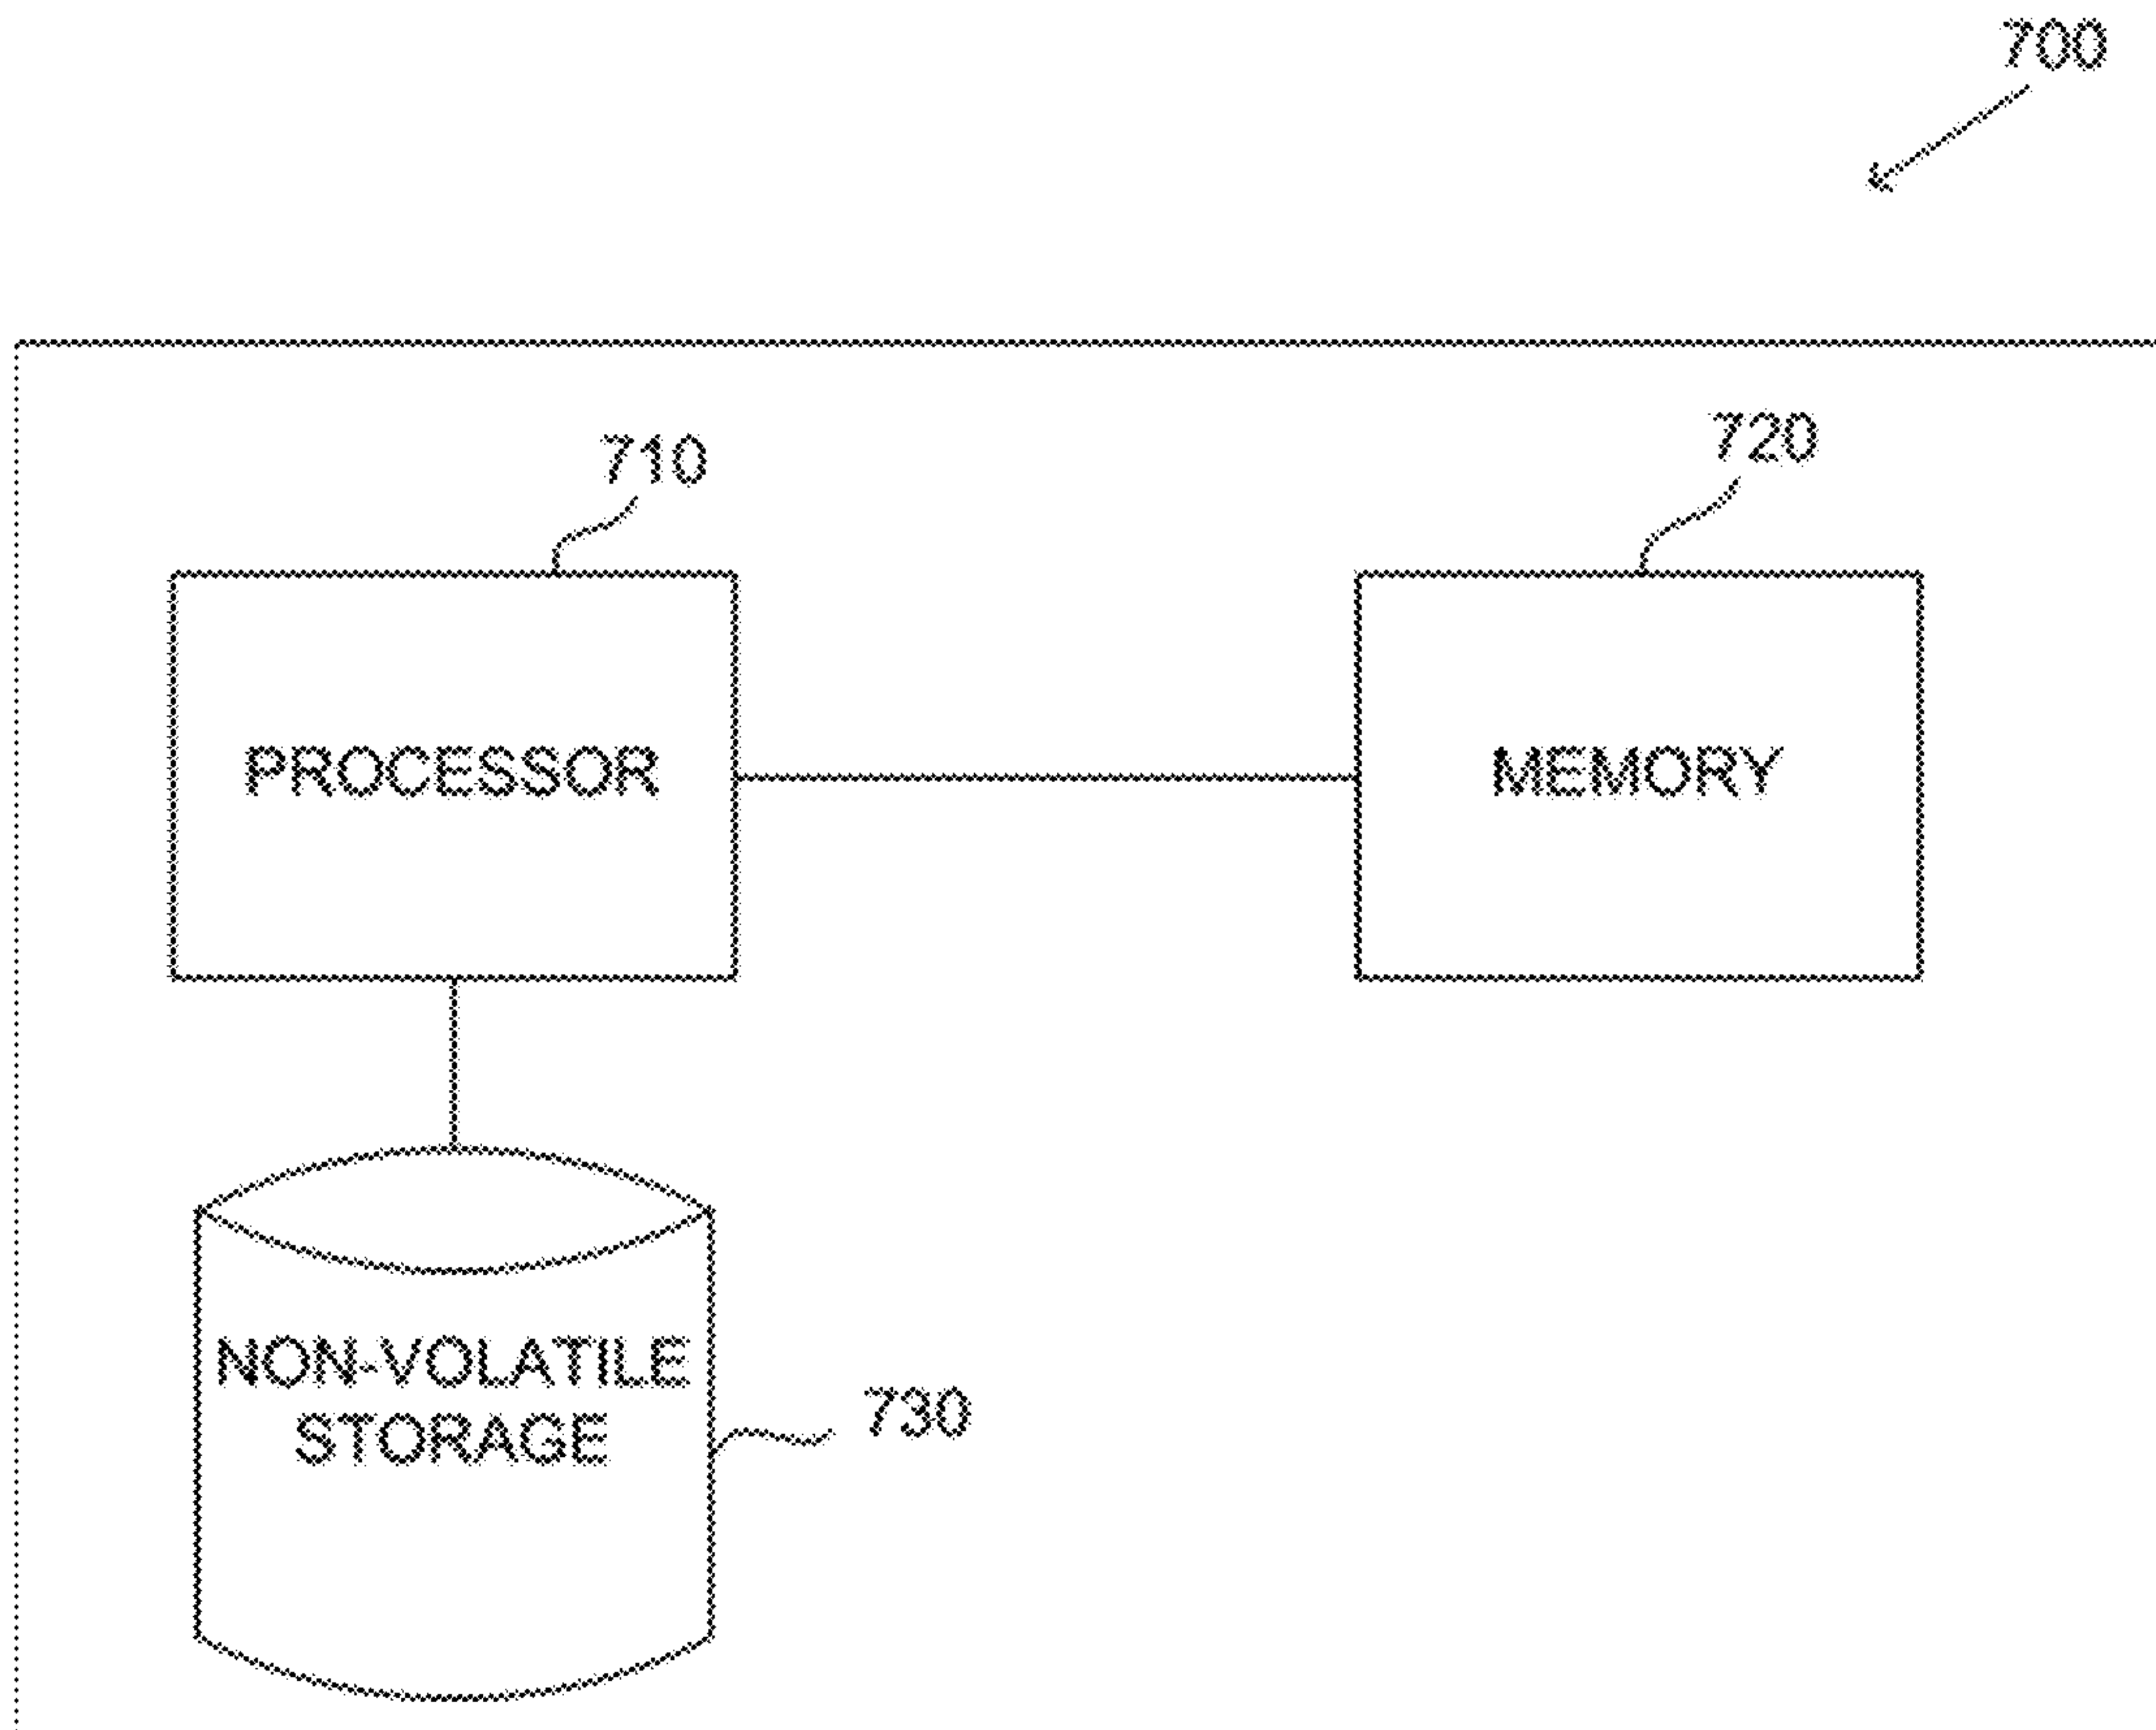 700
710
720
PROCESSOR
MEMORY
NON-VOLATILE
STORAGE
730